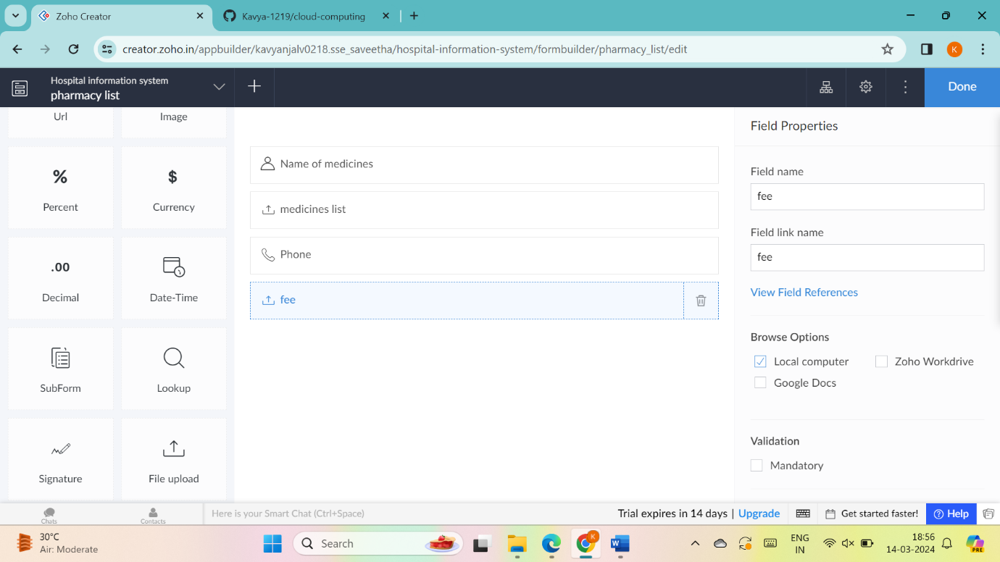 Zoho Creator
Kavya-1219/cloud-computing
creator.zoho.in/appbuilder/kavyanjalv0218.sse_saveetha/hospital-information-system/formbuilder/pharmacy_list/edit
K
Hospital information system
pharmacy list
Done
Url
Image
%
Percent
$
Currency
.00
Decimal
Date-Time
SubForm
Lookup
Signature
File upload
Name of medicines
medicines list
Phone
fee
Field Properties
Field name
fee
Field link name
fee
View Field References
Browse Options
Local computer
Zoho Workdrive
Google Docs
Validation
Mandatory
Chats
Contacts
Here is your Smart Chat (Ctrl+Space)
Trial expires in 14 days | Upgrade
Get started faster!
Help
30°C
Air: Moderate
Search
K
W
ENG
IN
18:56
14-03-2024
PRE